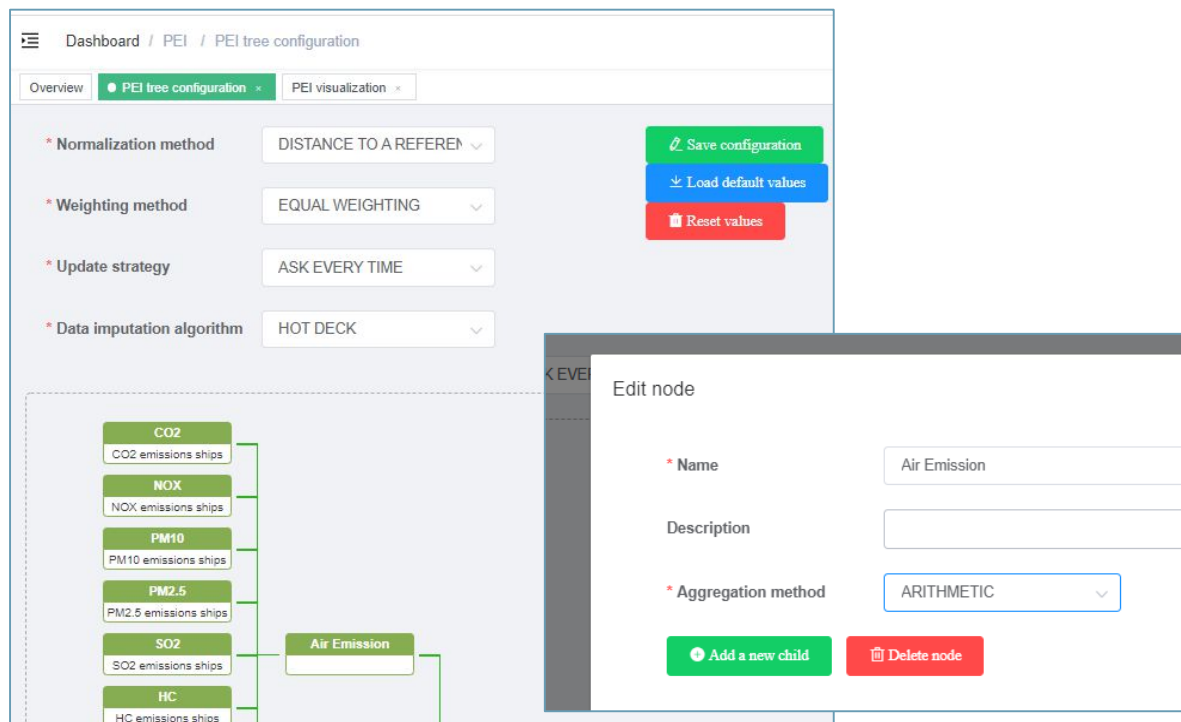 Dashboard / PEI / PEI tree configuration
Overview
PEI tree configuration ×
PEI visualization ×
* Normalization method
DISTANCE TO A REFEREN
Save configuration
Load default values
* Weighting method
EQUAL WEIGHTING
Reset values
* Update strategy
ASK EVERY TIME
* Data imputation algorithm
HOT DECK
CO2
CO2 emissions ships
NOX
NOX emissions ships
PM10
PM10 emissions ships
PM2.5
PM2.5 emissions ships
SO2
SO2 emissions ships
HC
HC emissions ships
Air Emission
K EVE
Edit node
* Name
Air Emission
Description
* Aggregation method
ARITHMETIC
Add a new child
Delete node